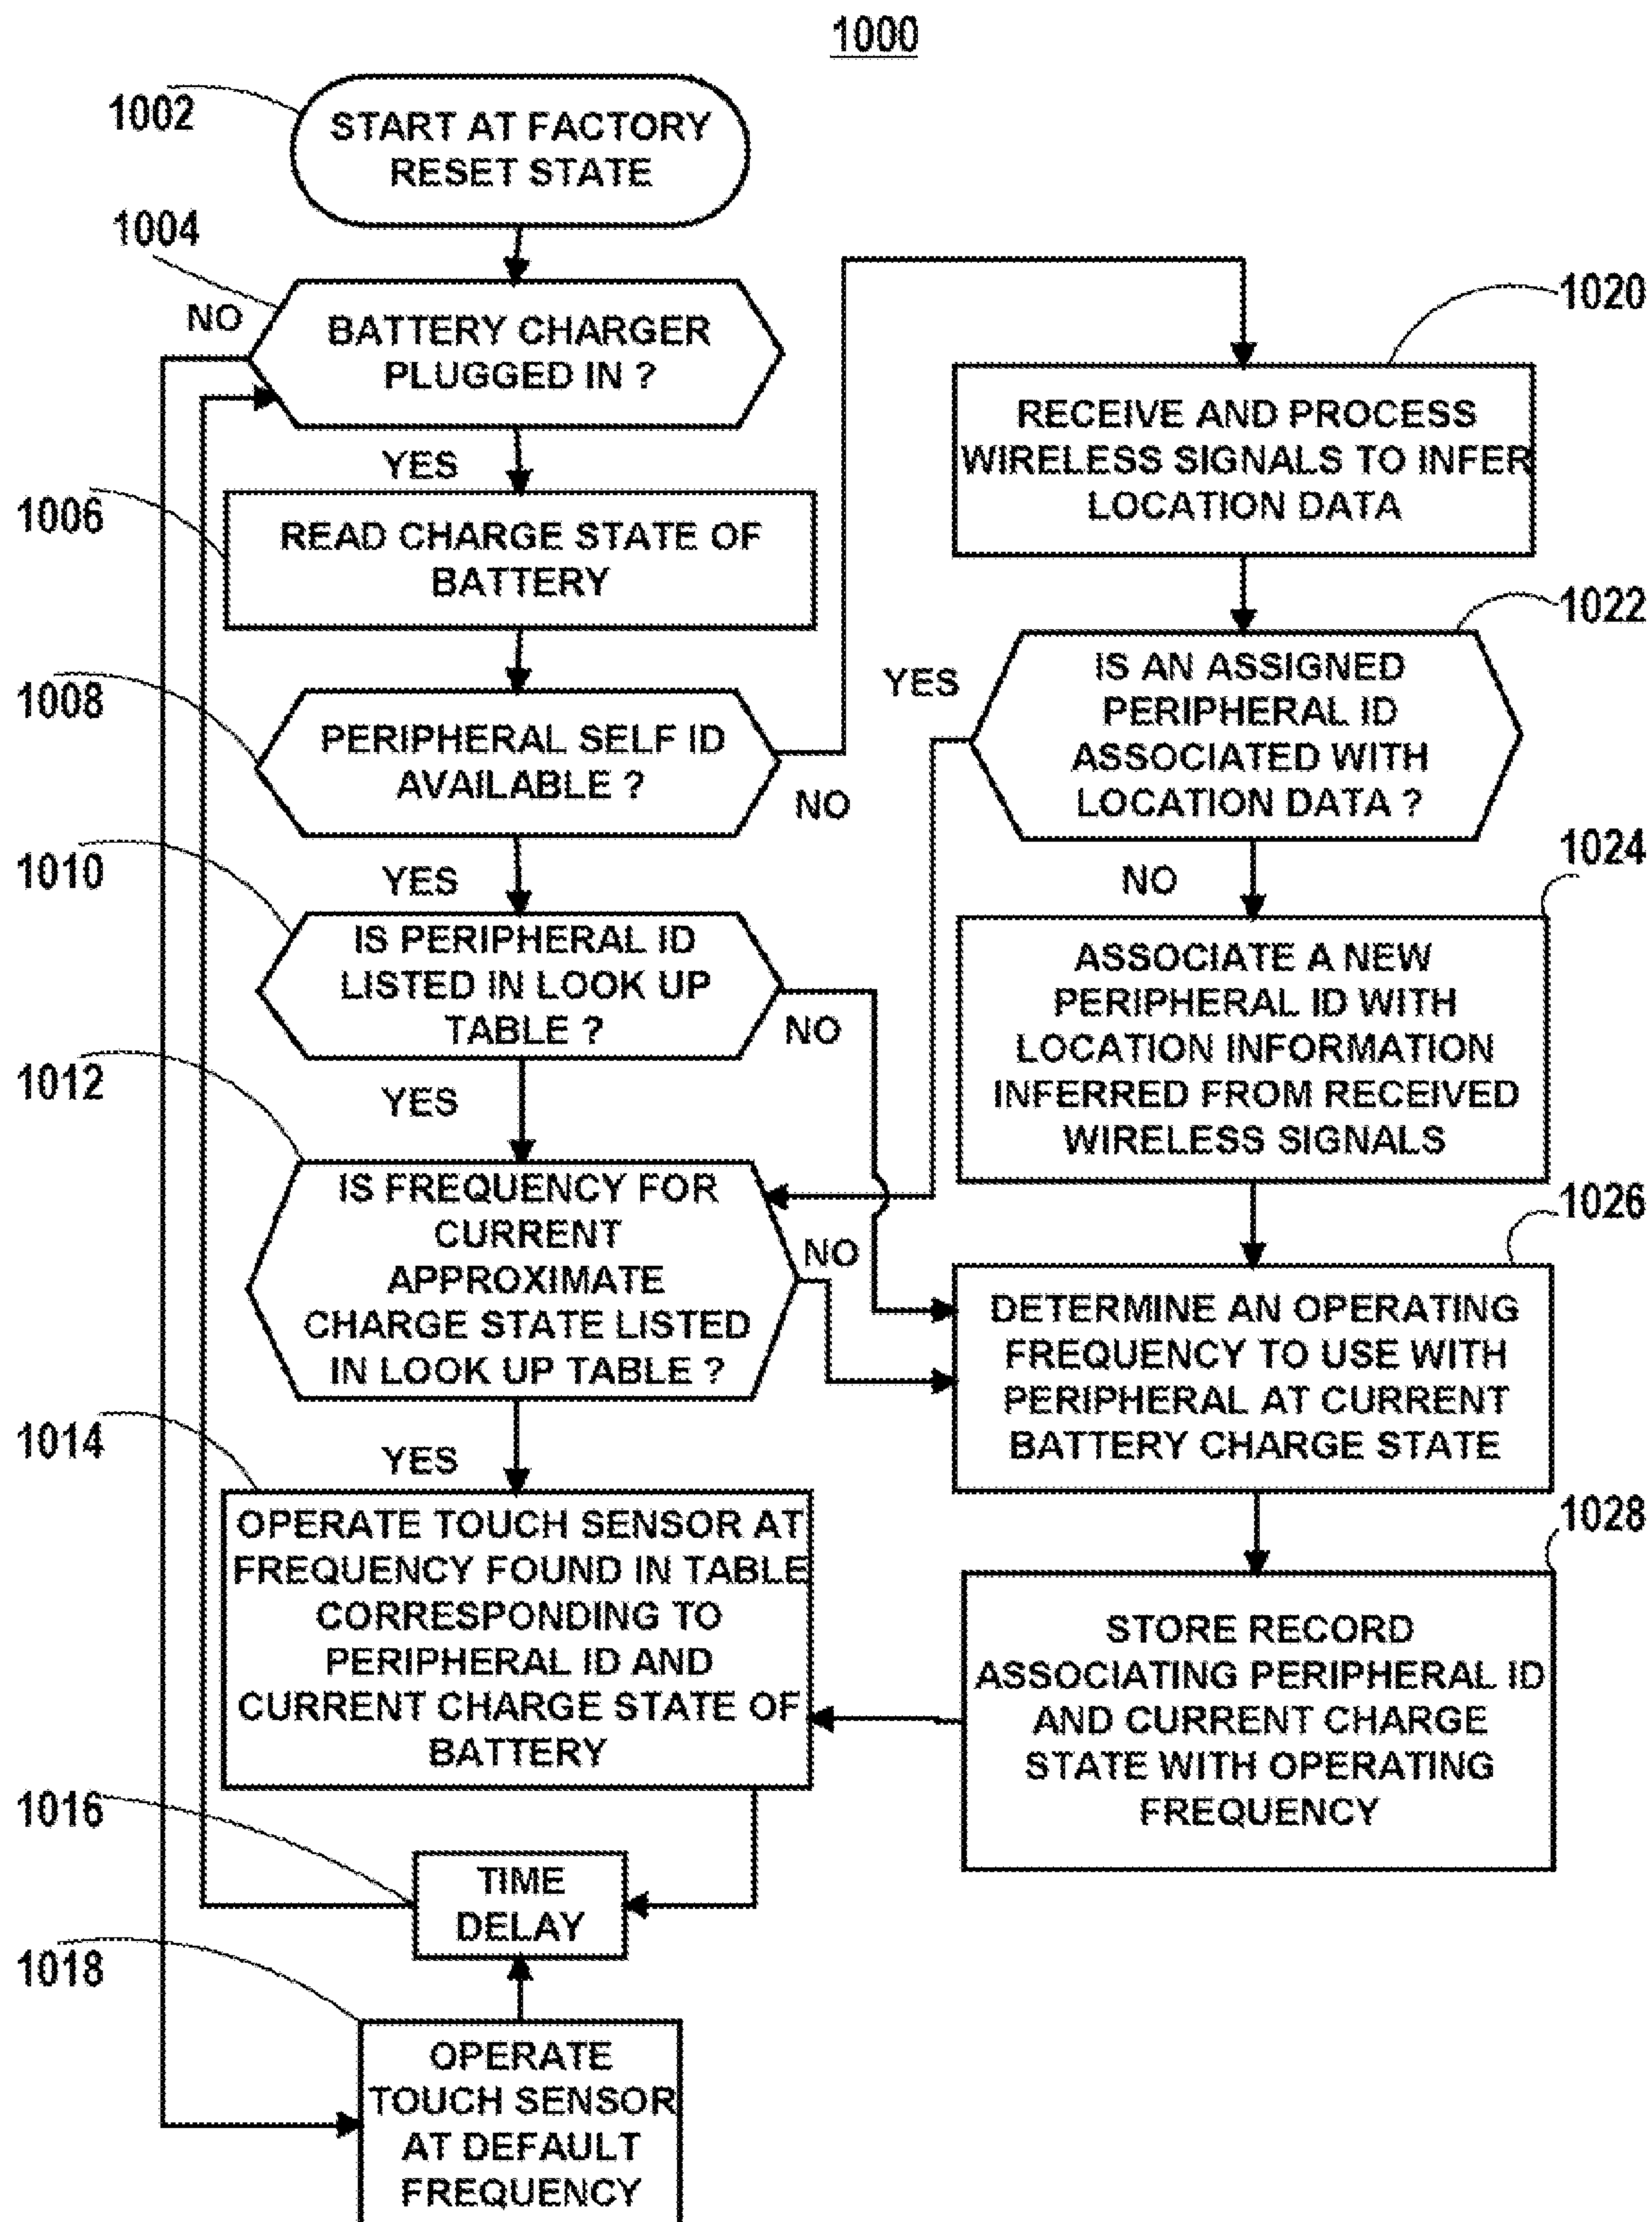 1000
1002
START AT FACTORY
RESET STATE
1004
NO
BATTERY CHARGER
PLUGGED IN ?
YES
1006
READ CHARGE STATE OF
BATTERY
1008
PERIPHERAL SELF ID
AVAILABLE ?
NO
YES
1010
IS PERIPHERAL ID
LISTED IN LOOK UP
TABLE ?
NO
YES
1012
IS FREQUENCY FOR
CURRENT
APPROXIMATE
CHARGE STATE LISTED
IN LOOK UP TABLE ?
NO
YES
1014
OPERATE TOUCH SENSOR AT
FREQUENCY FOUND IN TABLE
CORRESPONDING TO
PERIPHERAL ID AND
CURRENT CHARGE STATE OF
BATTERY
1016
TIME
DELAY
1018
OPERATE
TOUCH SENSOR
AT DEFAULT
FREQUENCY
1020
RECEIVE AND PROCESS
WIRELESS SIGNALS TO INFER
LOCATION DATA
1022
YES
IS AN ASSIGNED
PERIPHERAL ID
ASSOCIATED WITH
LOCATION DATA ?
NO
1024
ASSOCIATE A NEW
PERIPHERAL ID WITH
LOCATION INFORMATION
INFERRED FROM RECEIVED
WIRELESS SIGNALS
1026
DETERMINE AN OPERATING
FREQUENCY TO USE WITH
PERIPHERAL AT CURRENT
BATTERY CHARGE STATE
1028
STORE RECORD
ASSOCIATING PERIPHERAL ID
AND CURRENT CHARGE
STATE WITH OPERATING
FREQUENCY